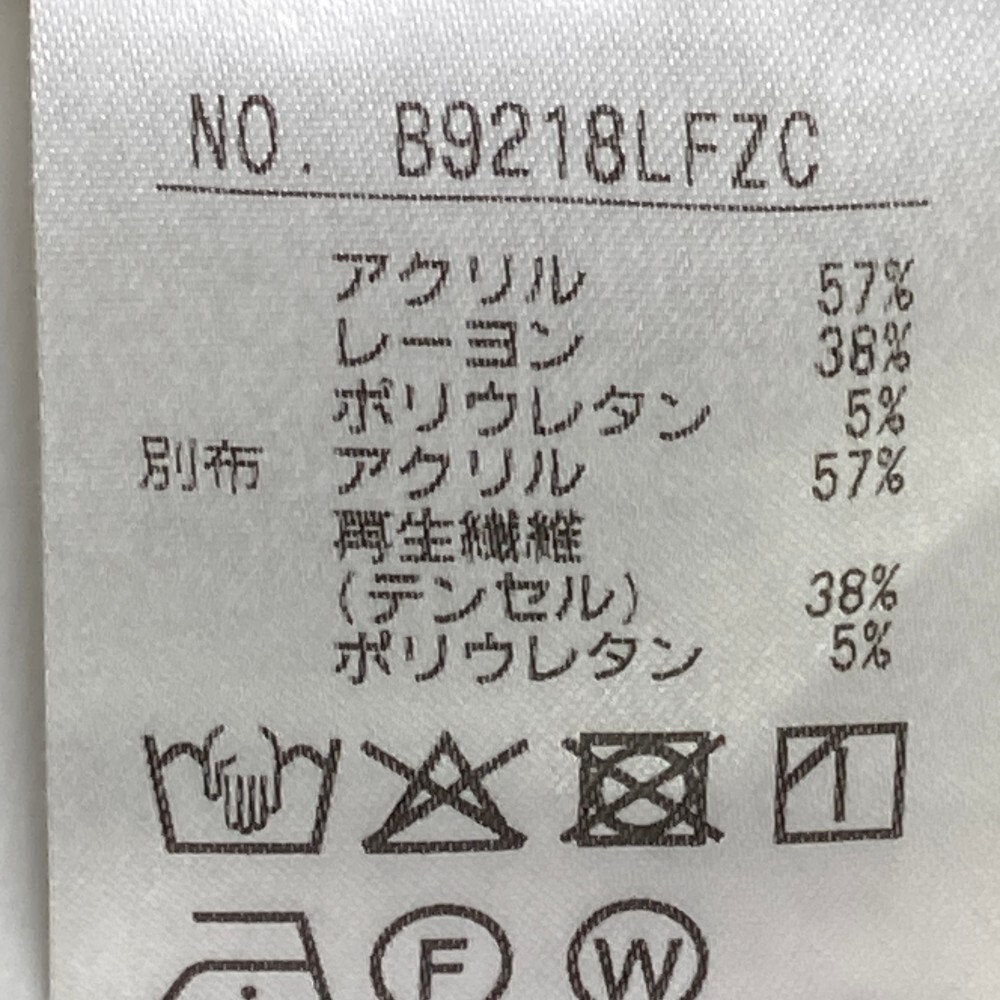 NO. B9218LFZC
アクリル 57%
レーヨン 38%
ポリウレタン 5%
別布 アクリル 57%
再生繊維
(テンセル) 38%
ポリウレタン 5%
F W